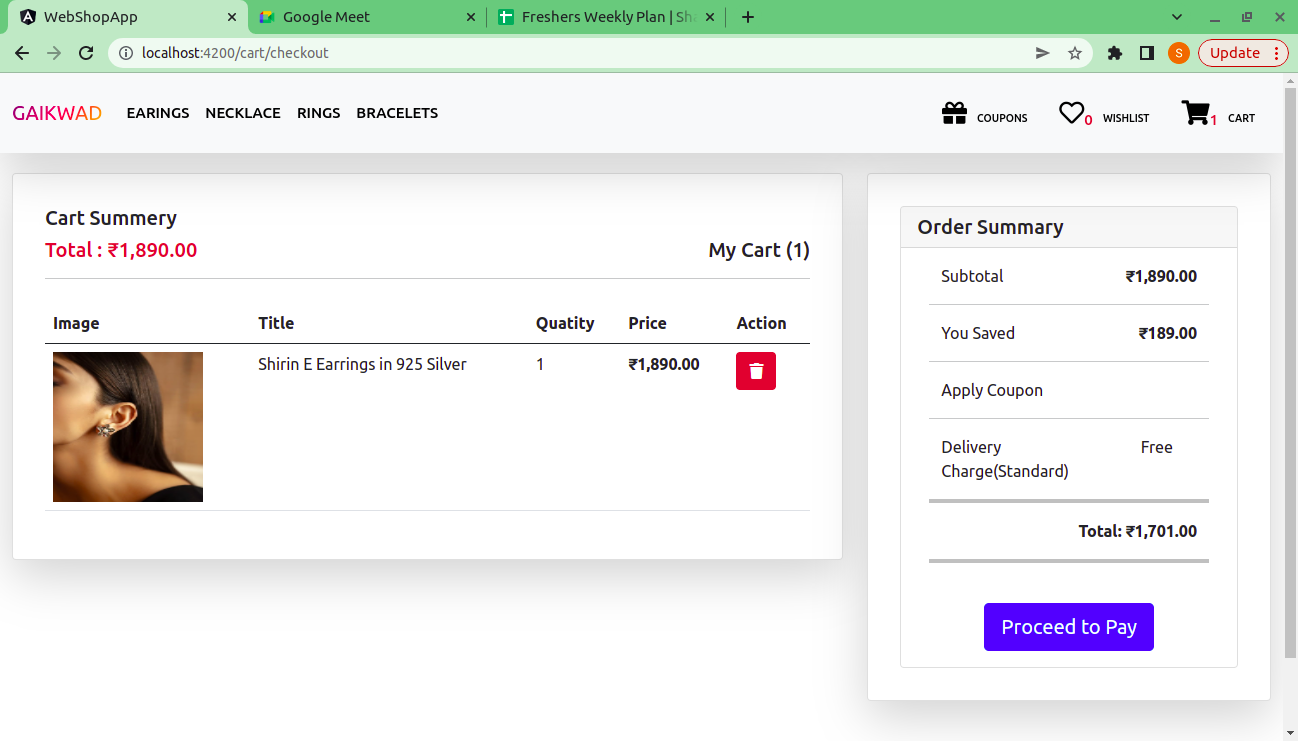 WebShopApp
Google Meet
Freshers Weekly Plan | Sha
localhost:4200/cart/checkout
S
Update
GAIKWAD EARINGS NECKLACE RINGS BRACELETS
COUPONS
0 WISHLIST
1 CART
Cart Summery
Total : ₹1,890.00
My Cart (1)
Image Title Quatity Price Action
Shirin E Earrings in 925 Silver 1 ₹1,890.00
Order Summary
Subtotal ₹1,890.00
You Saved ₹189.00
Apply Coupon
Delivery Free
Charge(Standard)
Total: ₹1,701.00
Proceed to Pay